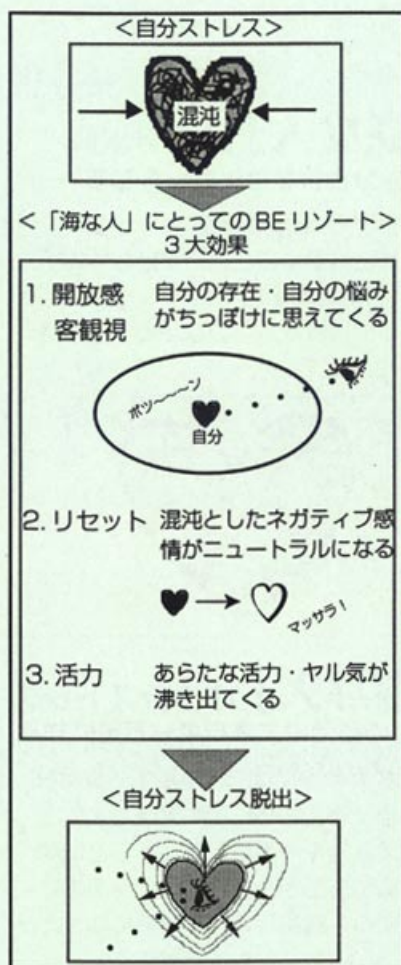 ＜自分ストレス＞
混沌
＜「海な人」にとってのBEリゾート＞
3大効果
1. 開放感 自分の存在・自分の悩み
客観視 がちっぽけに思えてくる
ポツ〜〜〜ン
自分
2. リセット 混沌としたネガティブ感
情がニュートラルになる
マッサラ！
3. 活力 あらたな活力・ヤル気が
沸き出てくる
＜自分ストレス脱出＞